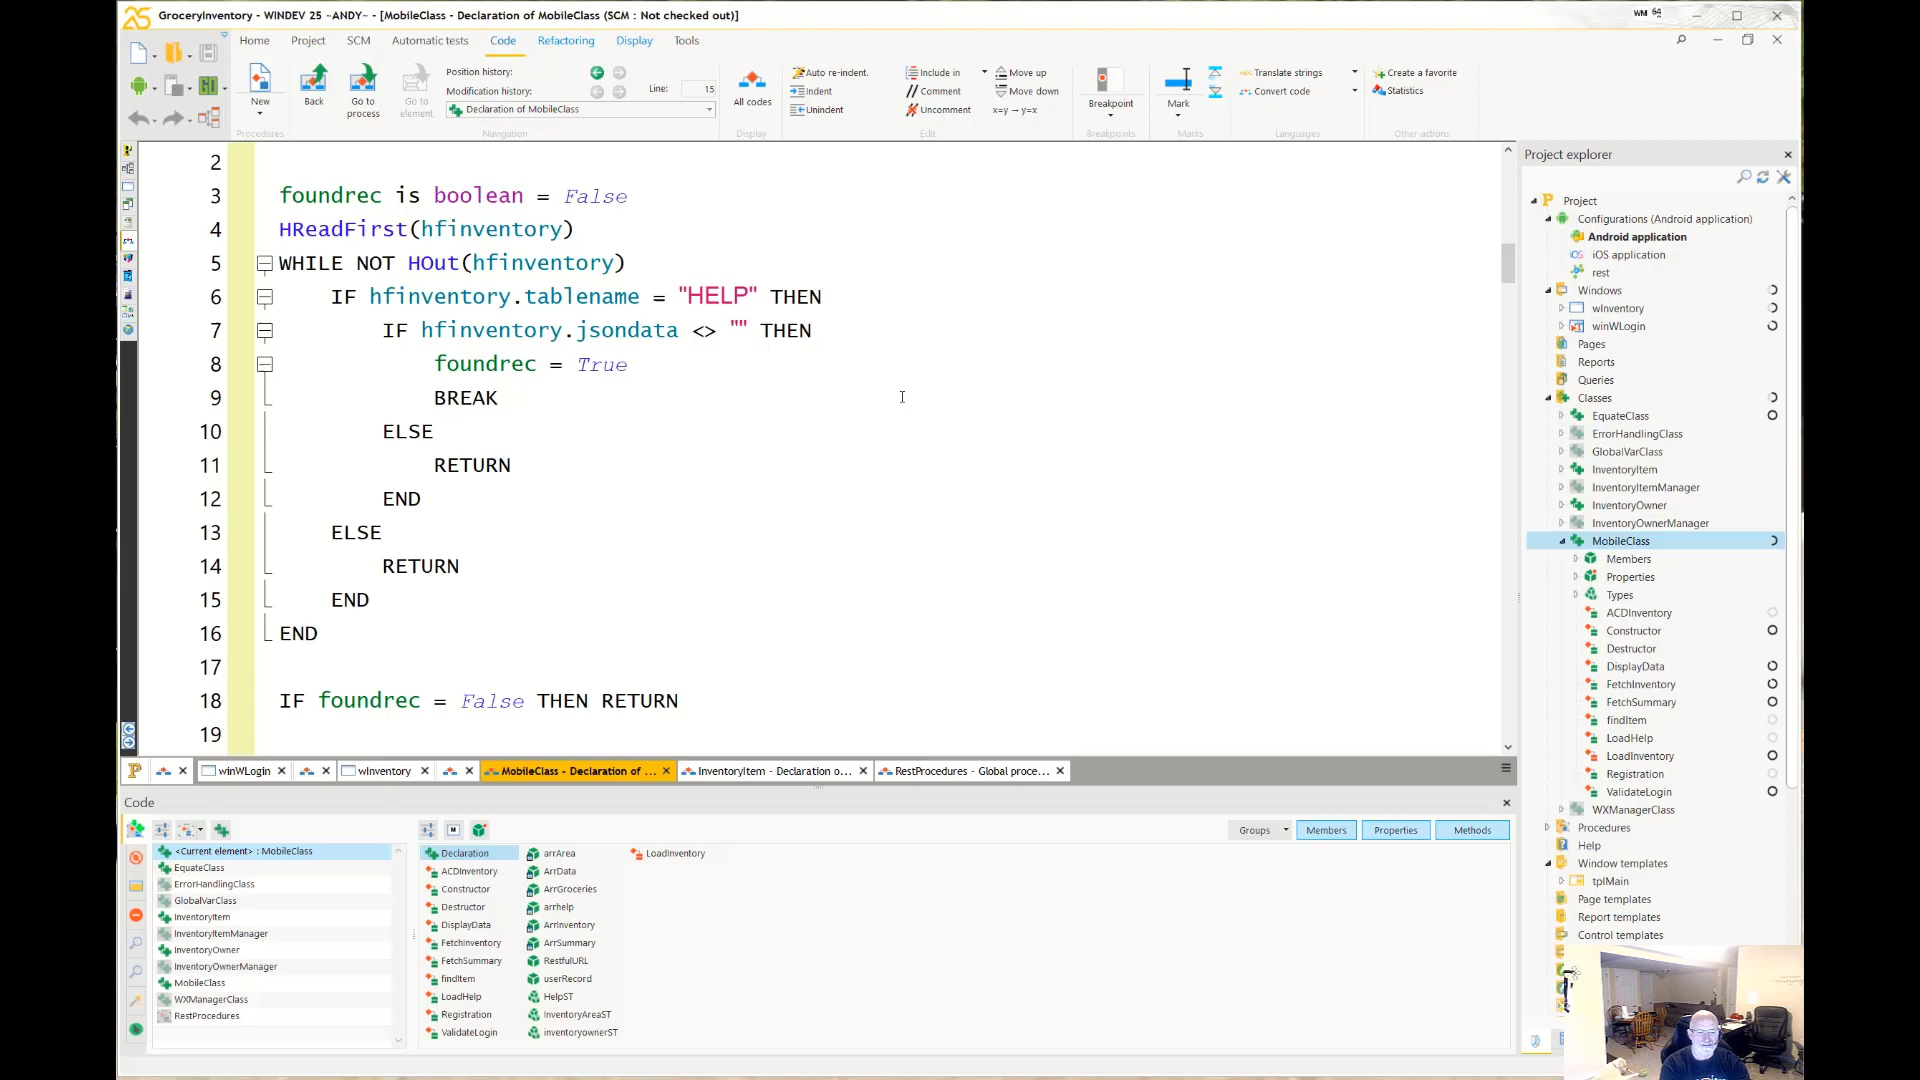 GroceryInventory - WINDEV 25 ~ANDY~ - [MobileClass - Declaration of MobileClass (SCM : Not checked out)]
WM 64
Home Project SCM Automatic tests Code Refactoring Display Tools
New
Procedures
Back
Go to process
Go to element
Position history:
Modification history:
Line: 15
Declaration of MobileClass
Navigation
All codes
Display
Auto re-indent.
Indent
Unindent
Include in
Comment
Uncomment
Move up
Move down
x=y → y=x
Edit
Breakpoint
Breakpoints
Mark
Marks
Translate strings
Convert code
Languages
Create a favorite
Statistics
Other actions
2
3 foundrec is boolean = False
4 HReadFirst(hfinventory)
5 WHILE NOT HOut(hfinventory)
6 IF hfinventory.tablename = "HELP" THEN
7 IF hfinventory.jsondata <> "" THEN
8 foundrec = True
9 BREAK
10 ELSE
11 RETURN
12 END
13 ELSE
14 RETURN
15 END
16 END
17
18 IF foundrec = False THEN RETURN
19
winWLogin wInventory MobileClass - Declaration of ... InventoryItem - Declaration o... RestProcedures - Global proce...
Code
Groups Members Properties Methods
<Current element> : MobileClass
EquateClass
ErrorHandlingClass
GlobalVarClass
InventoryItem
InventoryItemManager
InventoryOwner
InventoryOwnerManager
MobileClass
WXManagerClass
RestProcedures
Declaration
ACDInventory
Constructor
Destructor
DisplayData
FetchInventory
FetchSummary
findItem
LoadHelp
Registration
ValidateLogin
arrArea
ArrData
ArrGroceries
arrhelp
ArrInventory
ArrSummary
RestfulURL
userRecord
HelpST
InventoryAreaST
inventoryownerST
LoadInventory
Project explorer
Project
Configurations (Android application)
Android application
iOS application
rest
Windows
wInventory
winWLogin
Pages
Reports
Queries
Classes
EquateClass
ErrorHandlingClass
GlobalVarClass
InventoryItem
InventoryItemManager
InventoryOwner
InventoryOwnerManager
MobileClass
Members
Properties
Types
ACDInventory
Constructor
Destructor
DisplayData
FetchInventory
FetchSummary
findItem
LoadHelp
LoadInventory
Registration
ValidateLogin
WXManagerClass
Procedures
Help
Window templates
tplMain
Page templates
Report templates
Control templates